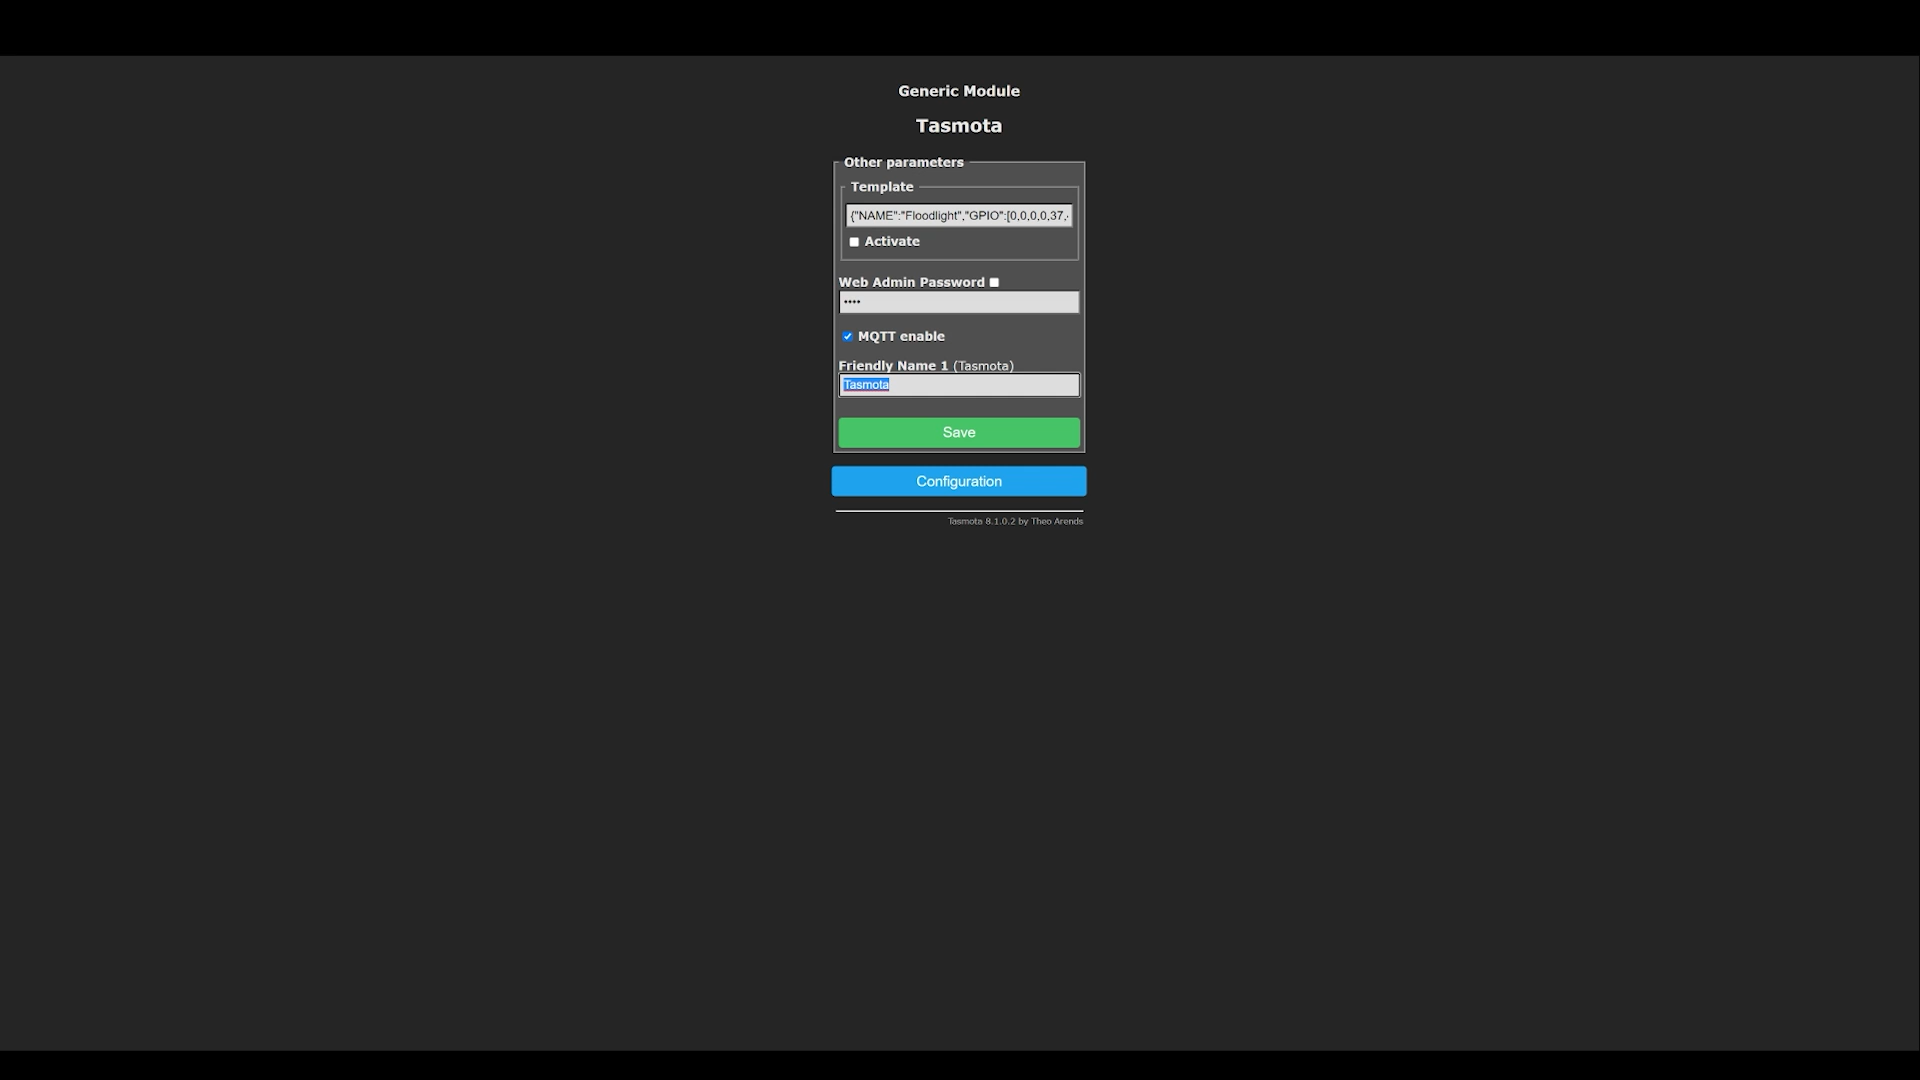 Generic Module
Tasmota
Other parameters
Template
{"NAME":"Floodlight","GPIO":[0,0,0,0,37,
Activate
Web Admin Password
••••
MQTT enable
Friendly Name 1 (Tasmota)
Tasmota
Save
Configuration
Tasmota 8.1.0.2 by Theo Arends